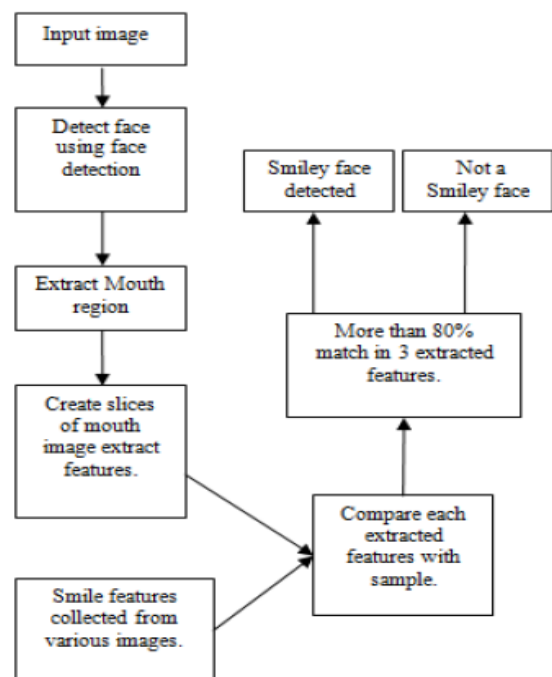 Input image
Detect face
using face
detection
Extract Mouth
region
Create slices
of mouth
image extract
features.
Smile features
collected from
various images.
Compare each
extracted
features with
sample.
More than 80%
match in 3 extracted
features.
Smiley face
detected
Not a
Smiley face